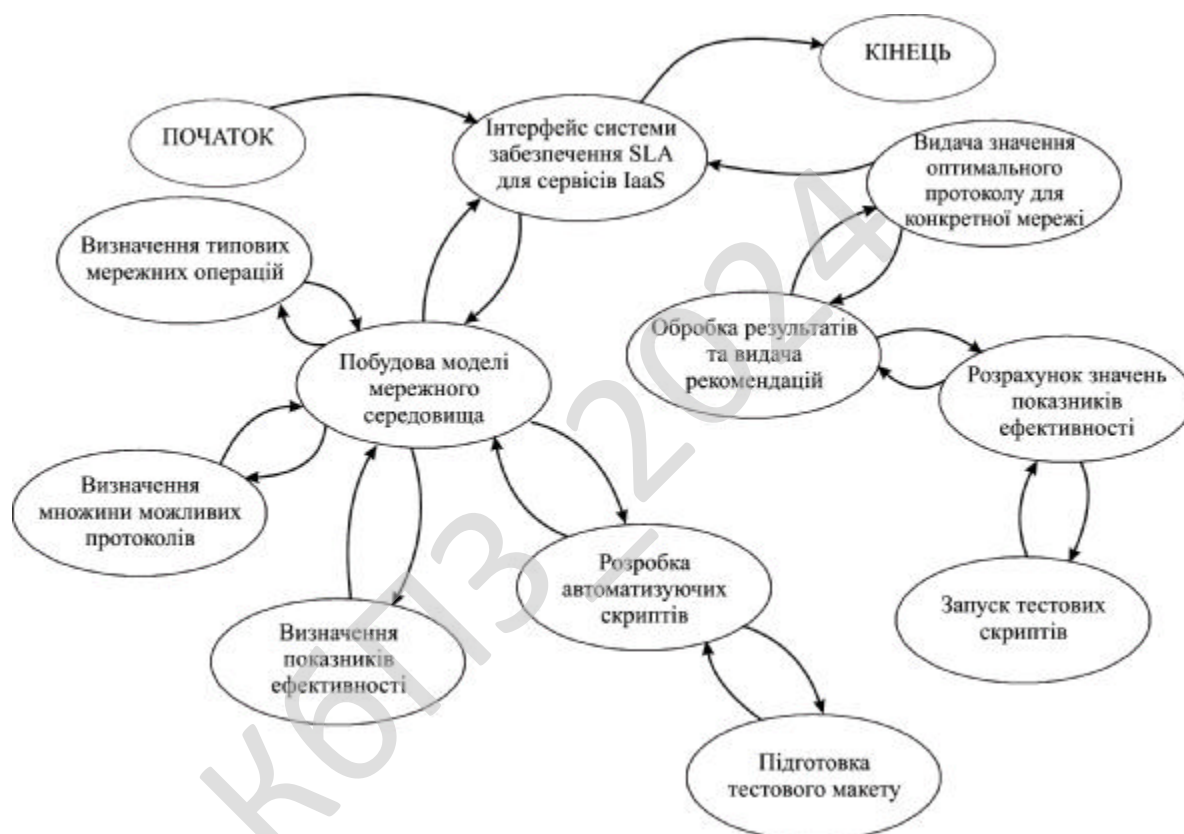 КІНЕЦЬ
ПОЧАТОК
Інтерфейс системи
забезпечення SLA
для сервісів IaaS
Видача значення
оптимального
протоколу для
конкретної мережі
Визначення типових
мережних операцій
Обробка результатів
та видача
рекомендацій
Побудова моделі
мережного
середовища
Розрахунок значень
показників
ефективності
Визначення
множини можливих
протоколів
Розробка
автоматизуючих
скриптів
Запуск тестових
скриптів
Визначення
показників
ефективності
Підготовка
тестового макету
КбПЗ_2024